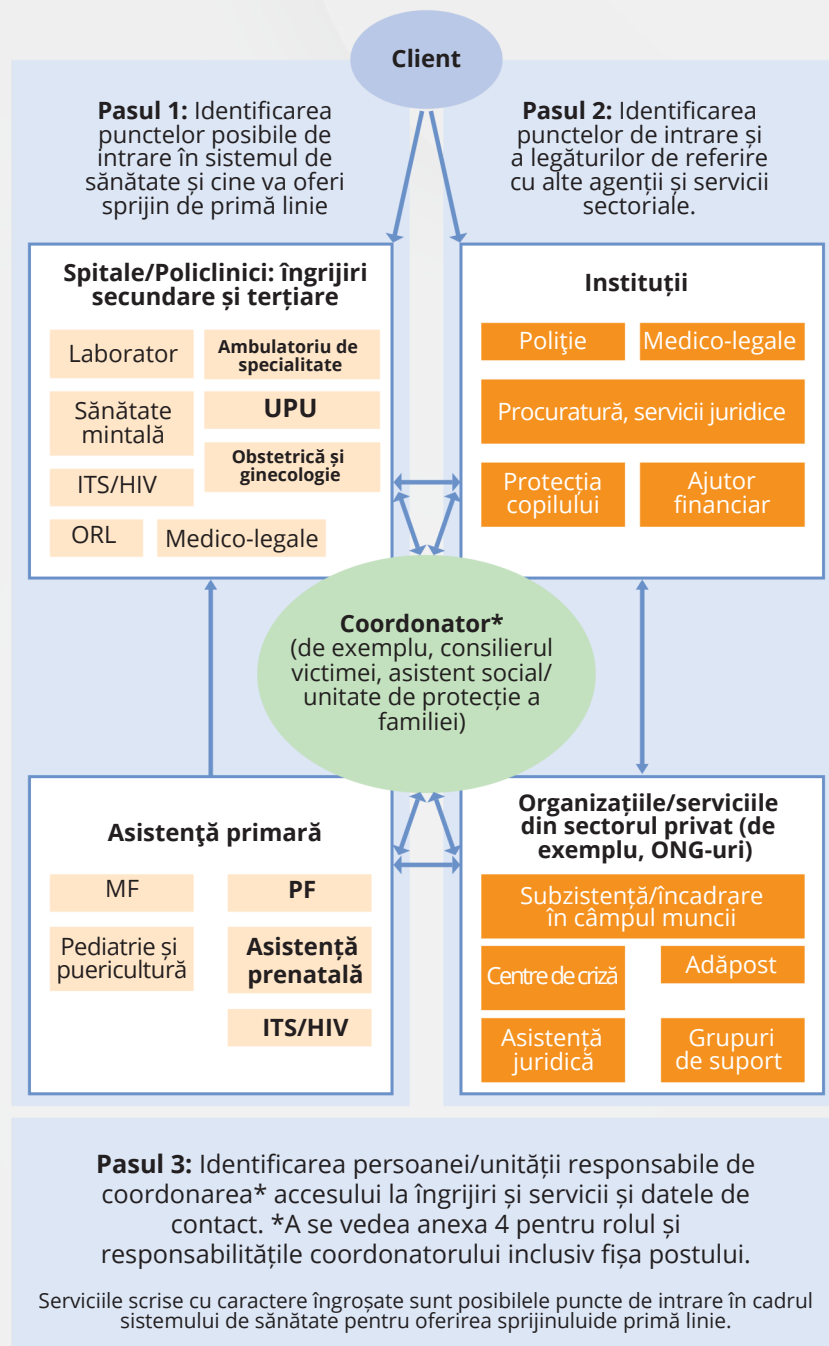 Client
Pasul 1: Identificarea
punctelor posibile de
intrare în sistemul de
sănătate și cine va oferi
sprijin de primă linie
Pasul 2: Identificarea
punctelor de intrare și
a legăturilor de referire
cu alte agenții și servicii
sectoriale.
Spitale/Policlinici: îngrijiri
secundare și terțiare
Laborator
Ambulatoriu de
specialitate
Sănătate
mintală
UPU
Obstetrică și
ginecologie
ITS/HIV
ORL
Medico-legale
Instituții
Poliţie
Medico-legale
Procuratură, servicii juridice
Protecția
copilului
Ajutor
financiar
Coordonator*
(de exemplu, consilierul
victimei, asistent social/
unitate de protecție a
familiei)
Asistenţă primară
MF
PF
Pediatrie și
puericultură
Asistență
prenatală
ITS/HIV
Organizațiile/serviciile
din sectorul privat (de
exemplu, ONG-uri)
Subzistență/încadrare
în câmpul muncii
Centre de criză
Adăpost
Asistență
juridică
Grupuri
de suport
Pasul 3: Identificarea persoanei/unității responsabile de
coordonarea* accesului la îngrijiri și servicii și datele de
contact. *A se vedea anexa 4 pentru rolul și
responsabilitățile coordonatorului inclusiv fișa postului.
Serviciile scrise cu caractere îngroșate sunt posibilele puncte de intrare în cadrul
sistemului de sănătate pentru oferirea sprijinuluide primă linie.